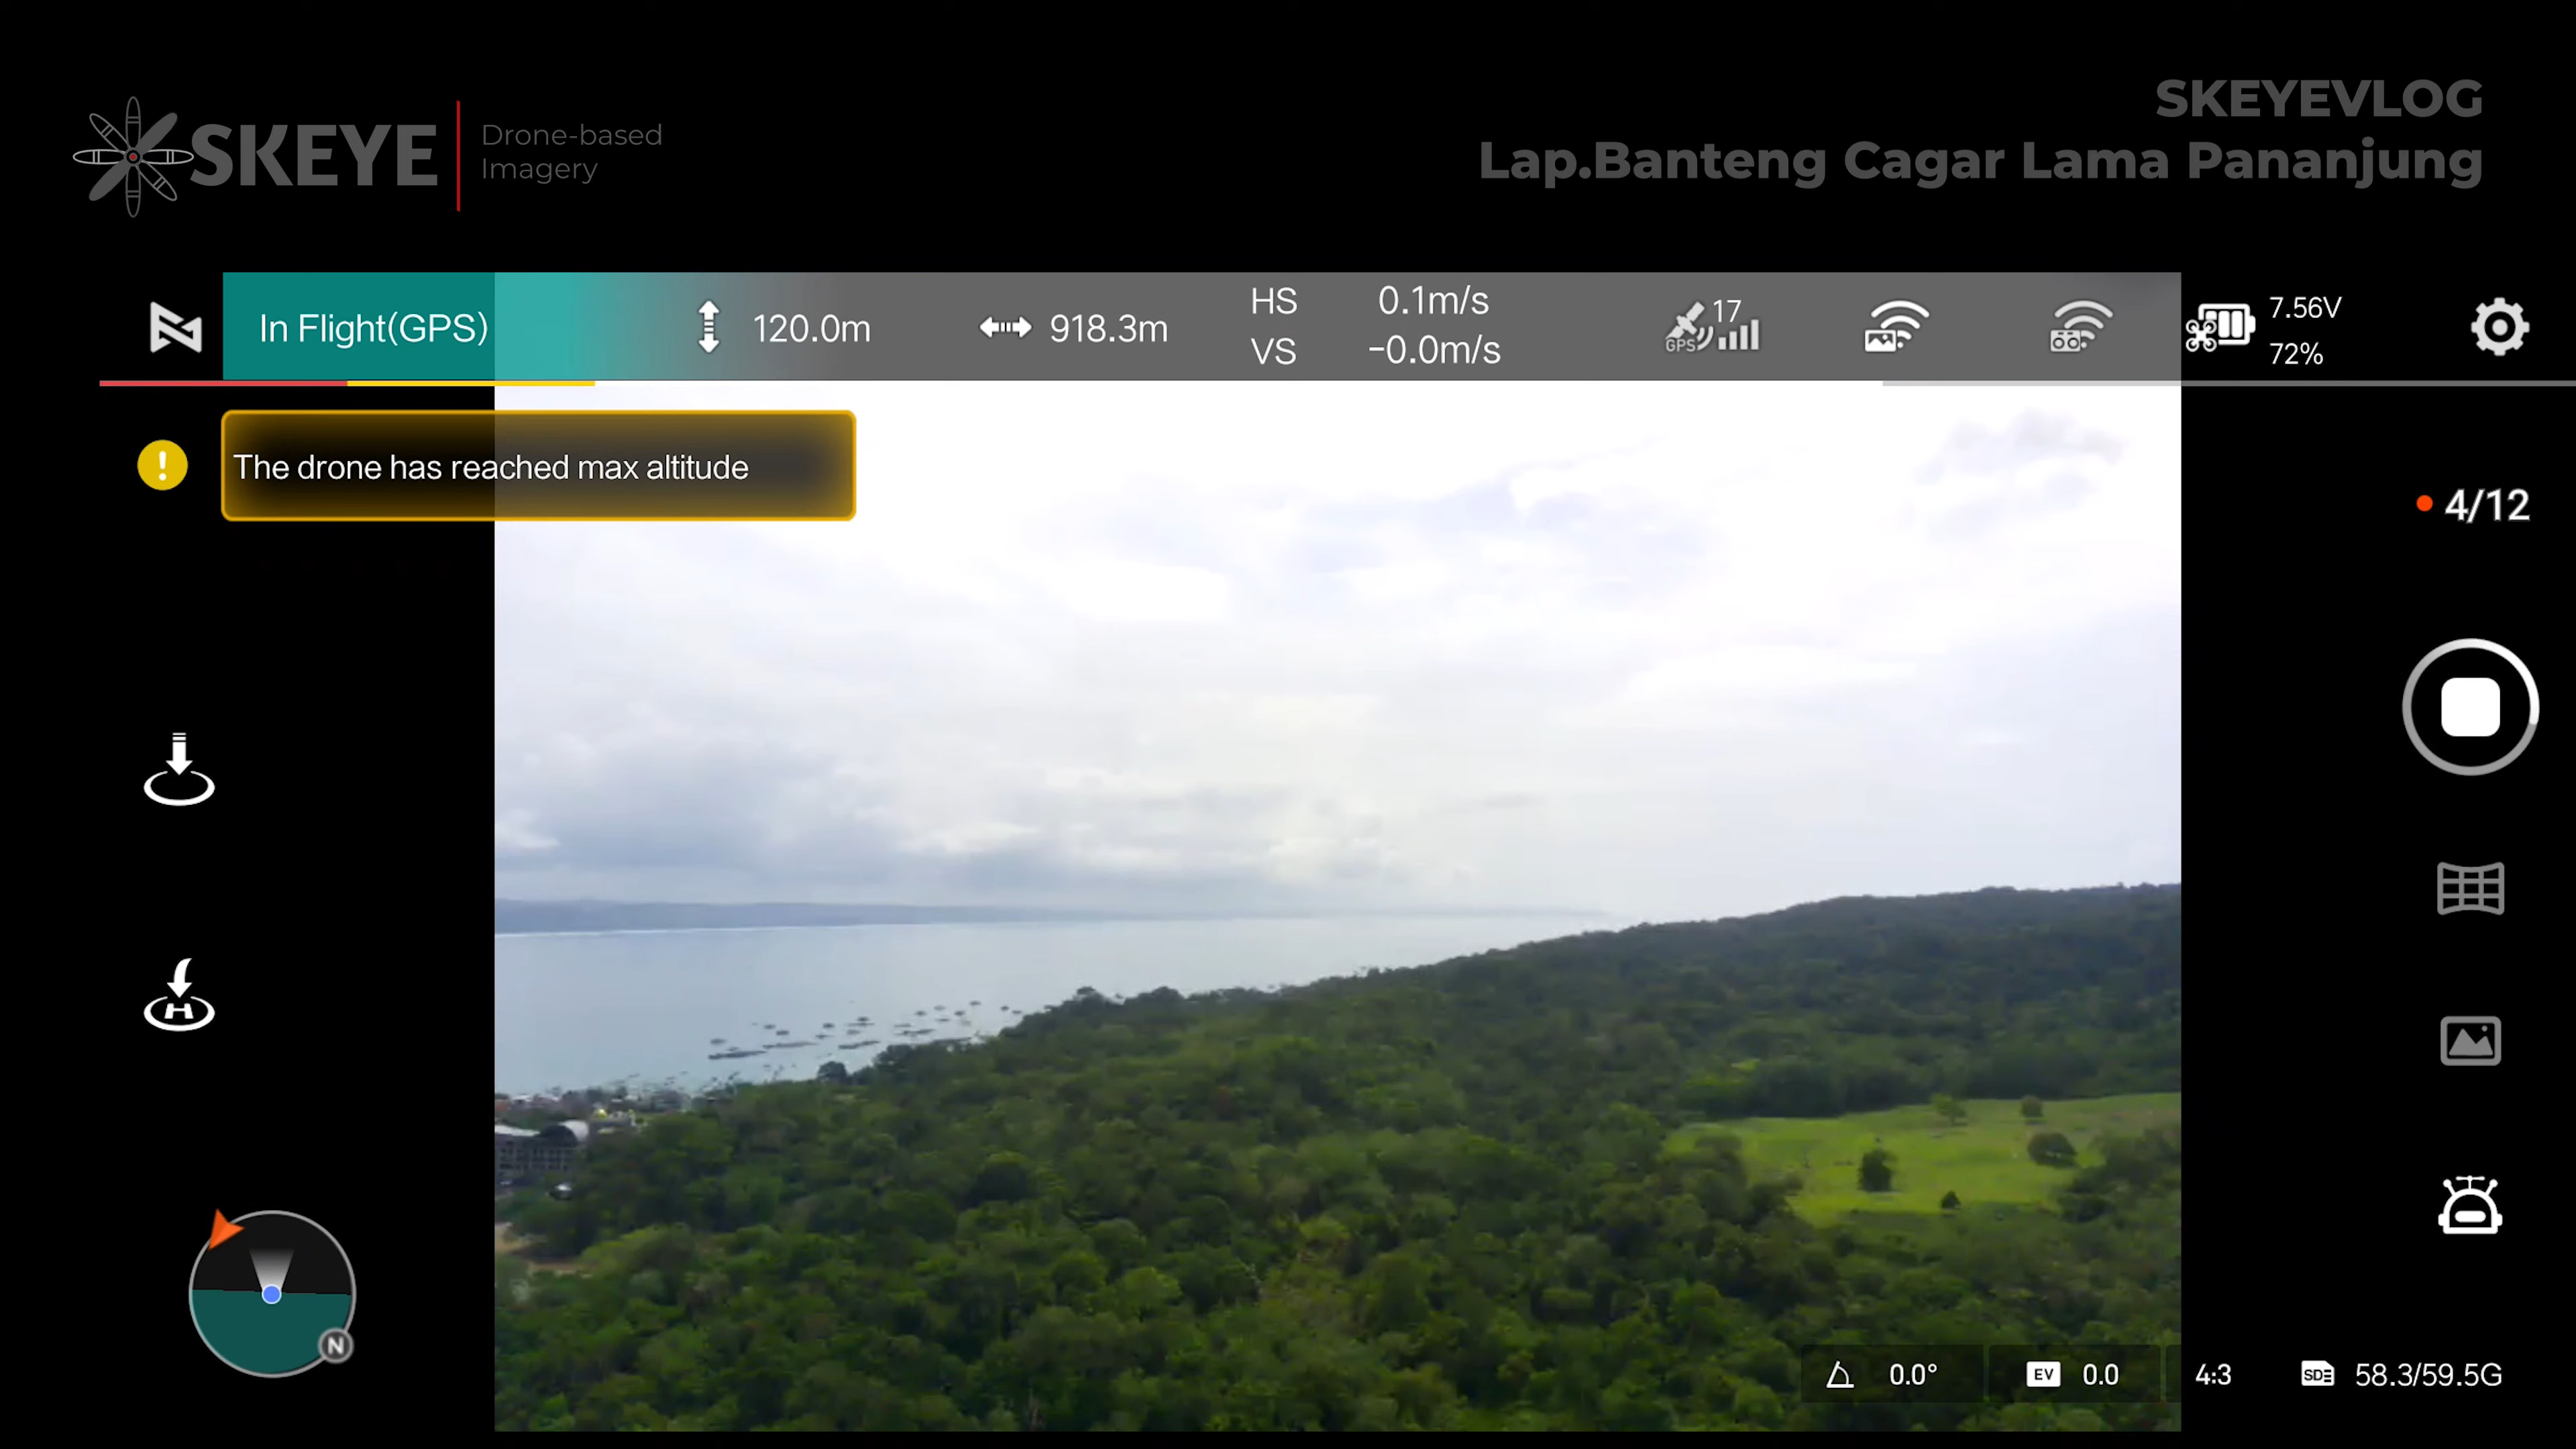 SKEYE
Drone-based
Imagery
SKEYEVLOG
Lap.Banteng Cagar Lama Pananjung
In Flight(GPS)
120.0m
918.3m
HS 0.1m/s
VS -0.0m/s
GPS 17
7.56V
72%
The drone has reached max altitude
4/12
H
N
0.0°
EV 0.0
4:3
SD 58.3/59.5G